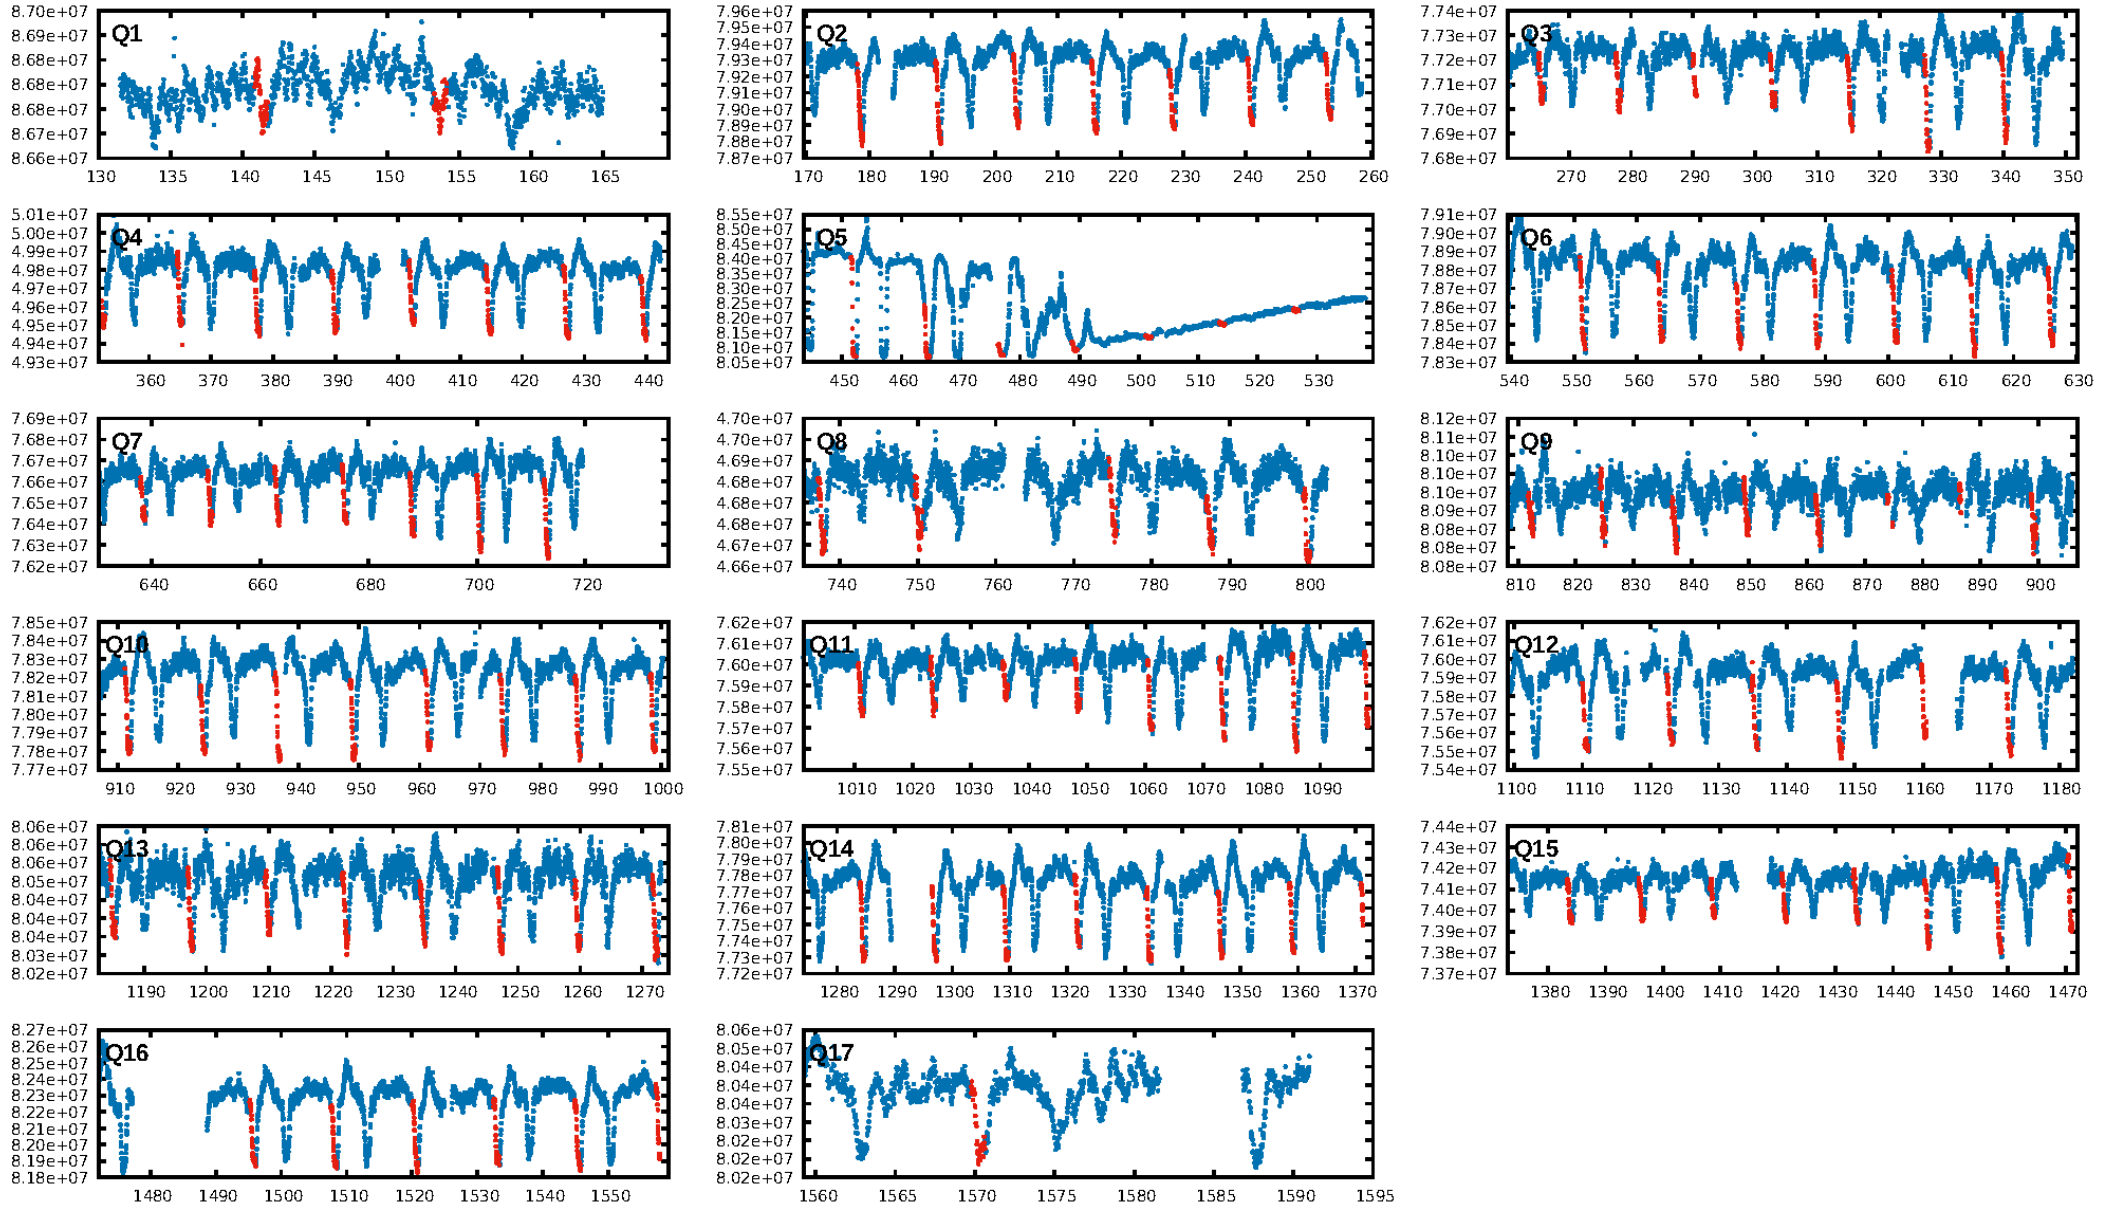 Q1
8.70e+07
8.69e+07
8.68e+07
8.68e+07
8.68e+07
8.67e+07
8.66e+07
130 135 140 145 150 155 160 165
Q2
7.96e+07
7.95e+07
7.94e+07
7.93e+07
7.92e+07
7.91e+07
7.90e+07
7.89e+07
7.88e+07
7.87e+07
170 180 190 200 210 220 230 240 250 260
Q3
7.74e+07
7.73e+07
7.72e+07
7.71e+07
7.70e+07
7.69e+07
7.68e+07
270 280 290 300 310 320 330 340 350
Q4
5.01e+07
5.00e+07
4.99e+07
4.98e+07
4.97e+07
4.96e+07
4.95e+07
4.94e+07
4.93e+07
360 370 380 390 400 410 420 430 440
Q5
8.55e+07
8.50e+07
8.45e+07
8.40e+07
8.35e+07
8.30e+07
8.25e+07
8.20e+07
8.15e+07
8.10e+07
8.05e+07
450 460 470 480 490 500 510 520 530
Q6
7.91e+07
7.90e+07
7.89e+07
7.88e+07
7.87e+07
7.86e+07
7.85e+07
7.84e+07
7.83e+07
540 550 560 570 580 590 600 610 620 630
Q7
7.69e+07
7.68e+07
7.67e+07
7.66e+07
7.65e+07
7.64e+07
7.63e+07
7.62e+07
640 660 680 700 720
Q8
4.70e+07
4.70e+07
4.69e+07
4.68e+07
4.68e+07
4.68e+07
4.67e+07
4.66e+07
740 750 760 770 780 790 800
Q9
8.12e+07
8.11e+07
8.10e+07
8.10e+07
8.10e+07
8.09e+07
8.08e+07
8.08e+07
8.08e+07
810 820 830 840 850 860 870 880 890 900
Q10
7.85e+07
7.84e+07
7.83e+07
7.82e+07
7.81e+07
7.80e+07
7.79e+07
7.78e+07
7.77e+07
910 920 930 940 950 960 970 980 990 1000
Q11
7.62e+07
7.61e+07
7.60e+07
7.59e+07
7.58e+07
7.57e+07
7.56e+07
7.55e+07
1010 1020 1030 1040 1050 1060 1070 1080 1090
Q12
7.62e+07
7.61e+07
7.60e+07
7.59e+07
7.58e+07
7.57e+07
7.56e+07
7.55e+07
7.54e+07
1100 1110 1120 1130 1140 1150 1160 1170 1180
Q13
8.06e+07
8.06e+07
8.06e+07
8.05e+07
8.04e+07
8.04e+07
8.04e+07
8.03e+07
8.02e+07
1190 1200 1210 1220 1230 1240 1250 1260 1270
Q14
7.81e+07
7.80e+07
7.79e+07
7.78e+07
7.77e+07
7.76e+07
7.75e+07
7.74e+07
7.73e+07
7.72e+07
1280 1290 1300 1310 1320 1330 1340 1350 1360 1370
Q15
7.44e+07
7.43e+07
7.42e+07
7.41e+07
7.40e+07
7.39e+07
7.38e+07
7.37e+07
1380 1390 1400 1410 1420 1430 1440 1450 1460 1470
Q16
8.27e+07
8.26e+07
8.25e+07
8.24e+07
8.23e+07
8.22e+07
8.21e+07
8.20e+07
8.19e+07
8.18e+07
1480 1490 1500 1510 1520 1530 1540 1550
Q17
8.06e+07
8.05e+07
8.04e+07
8.04e+07
8.04e+07
8.03e+07
8.02e+07
8.02e+07
8.02e+07
1560 1565 1570 1575 1580 1585 1590 1595